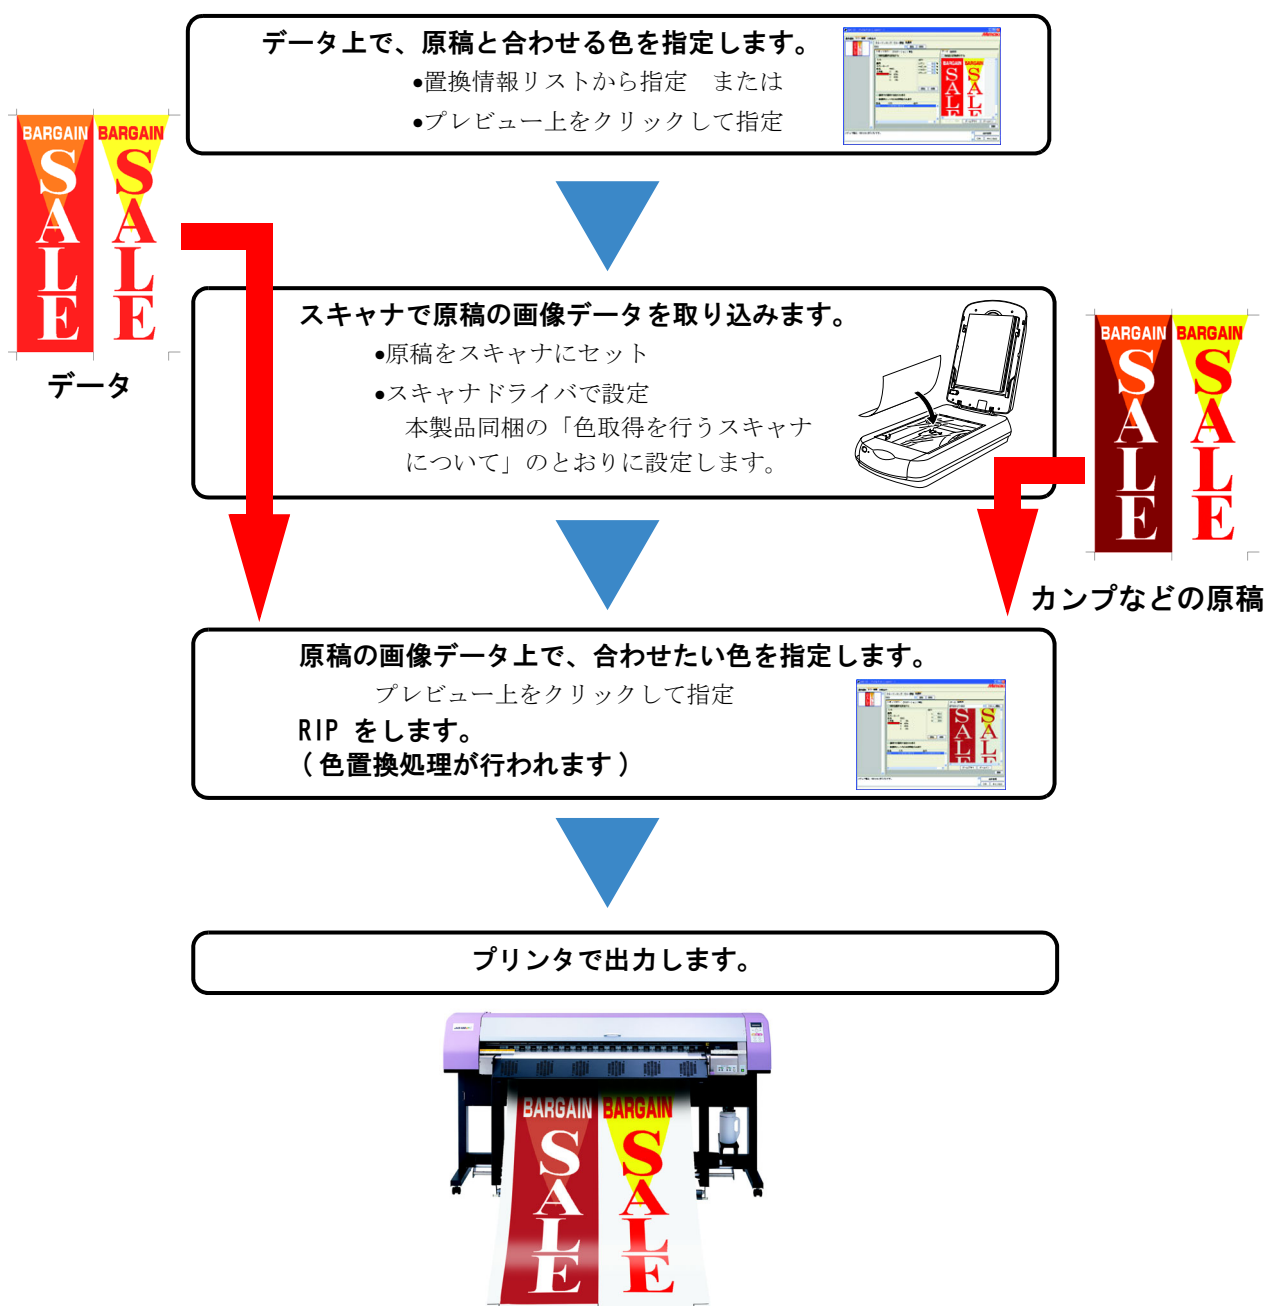 データ上で、原稿と合わせる色を指定します。
●置換情報リストから指定　または
●プレビュー上をクリックして指定
BARGAIN BARGAIN
SALE SALE
データ
スキャナで原稿の画像データを取り込みます。
●原稿をスキャナにセット
●スキャナドライバで設定
本製品同梱の「色取得を行うスキャナ
について」のとおりに設定します。
BARGAIN BARGAIN
SALE SALE
カンプなどの原稿
原稿の画像データ上で、合わせたい色を指定します。
プレビュー上をクリックして指定
RIP をします。
(色置換処理が行われます)
プリンタで出力します。
BARGAIN BARGAIN
SALE SALE